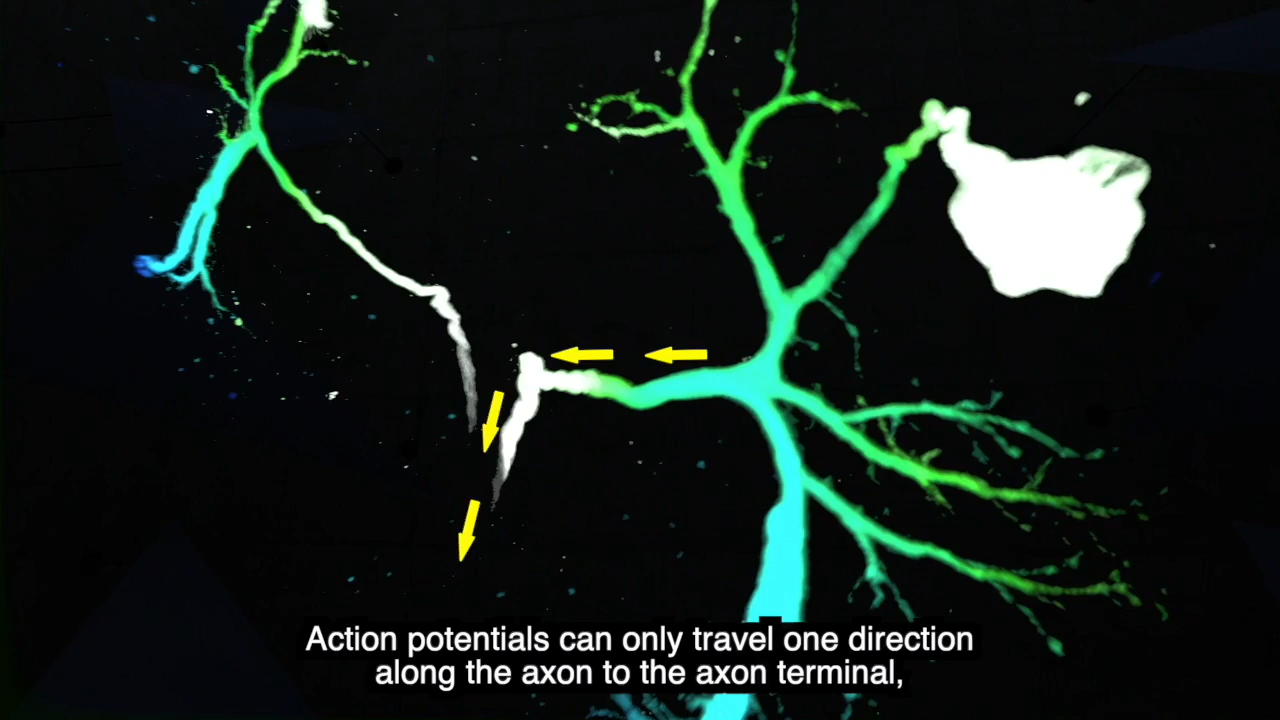 Action potentials can only travel one direction
along the axon to the axon terminal,